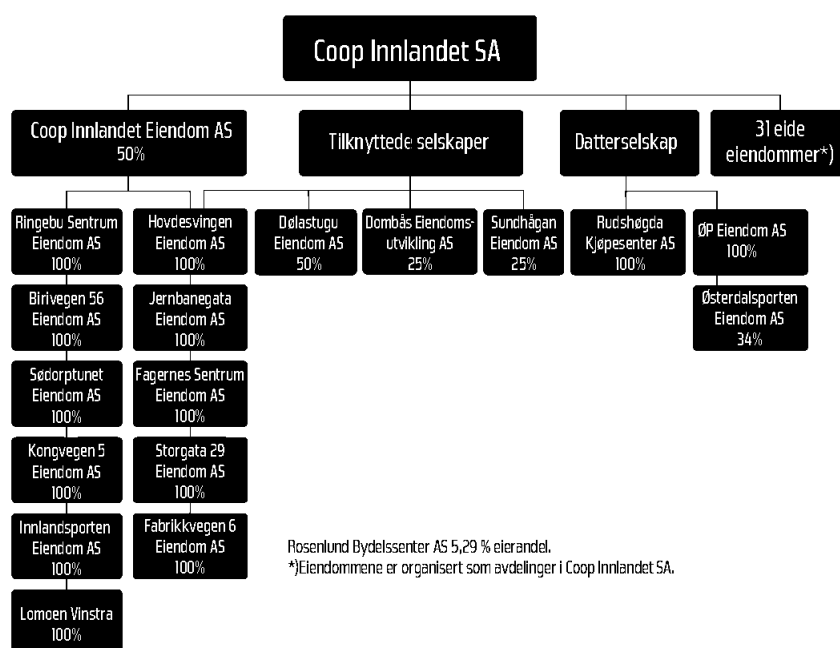 Coop Innlandet SA
Coop Innlandet Eiendom AS
50%
Tilknyttede selskaper
Datterselskap
31 eide
eiendommer*)
Ringebu Sentrum
Eiendom AS
100%
Hovdesvingen
Eiendom AS
100%
Dølastugu
Eiendom AS
50%
Dombås Eiendoms-
utvikling AS
25%
Sundhågan
Eiendom AS
25%
Rudshøgda
Kjøpesenter AS
100%
ØP Eiendom AS
100%
Birivegen 56
Eiendom AS
100%
Jernbanegata
Eiendom AS
100%
Østerdalsporten
Eiendom AS
34%
Sødorptunet
Eiendom AS
100%
Fagernes Sentrum
Eiendom AS
100%
Kongvegen 5
Eiendom AS
100%
Storgata 29
Eiendom AS
100%
Innlandsporten
Eiendom AS
100%
Fabrikkvegen 6
Eiendom AS
100%
Lomoen Vinstra
100%
Rosenlund Bydelssenter AS 5,29 % eierandel.
*)Eiendommene er organisert som avdelinger i Coop Innlandet SA.